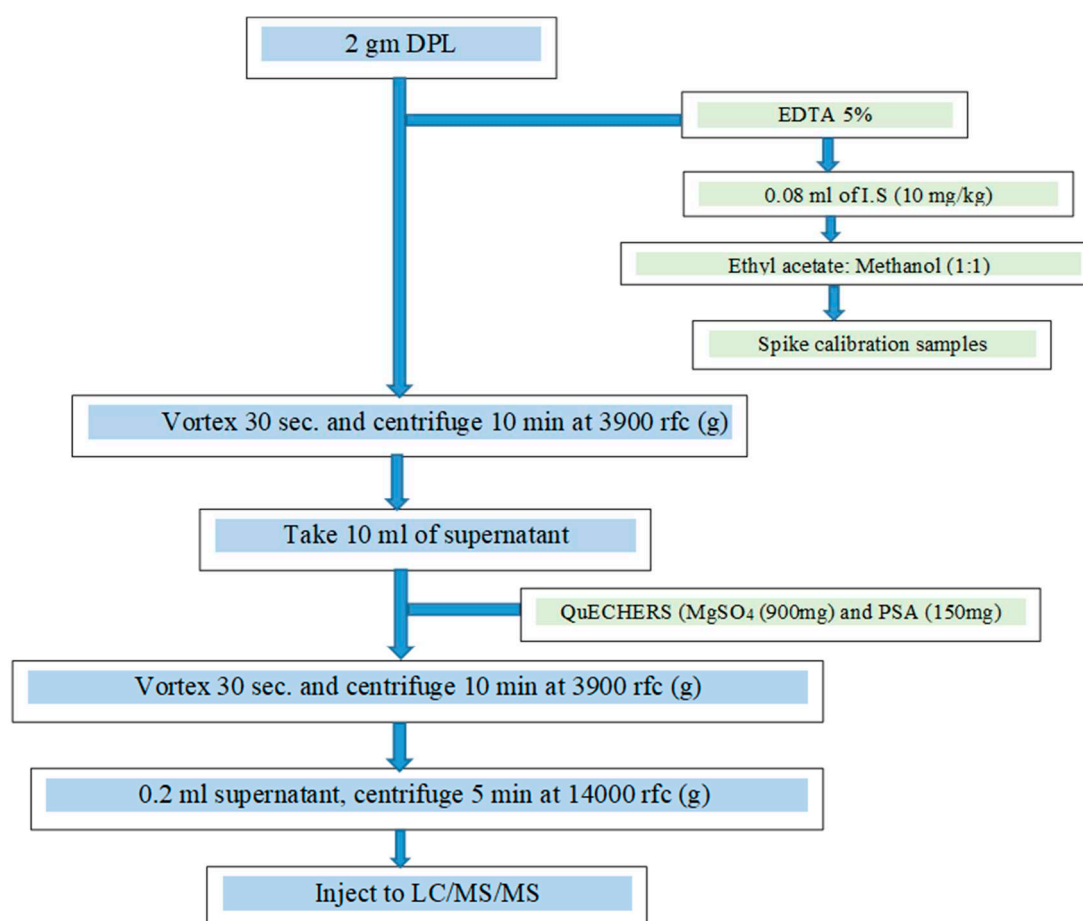 2 gm DPL
EDTA 5%
0.08 ml of I.S (10 mg/kg)
Ethyl acetate: Methanol (1:1)
Spike calibration samples
Vortex 30 sec. and centrifuge 10 min at 3900 rfc (g)
Take 10 ml of supernatant
QuECHERS (MgSO₄ (900mg) and PSA (150mg)
Vortex 30 sec. and centrifuge 10 min at 3900 rfc (g)
0.2 ml supernatant, centrifuge 5 min at 14000 rfc (g)
Inject to LC/MS/MS